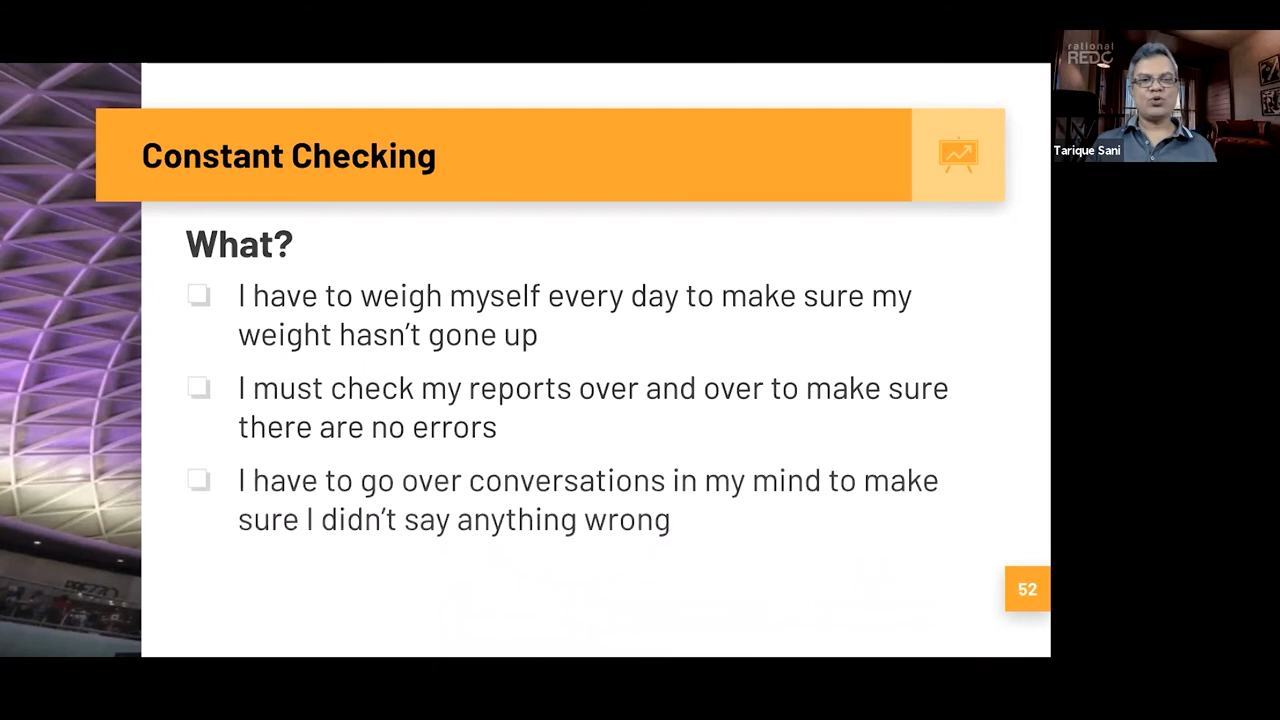 rational
REDC
Tarique Sani
Constant Checking
What?
I have to weigh myself every day to make sure my
weight hasn't gone up
I must check my reports over and over to make sure
there are no errors
I have to go over conversations in my mind to make
sure I didn't say anything wrong
52